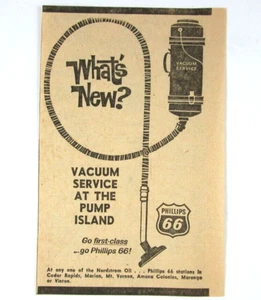 What's
New?
VACUUM
SERVICE
VACUUM
SERVICE
AT THE
PUMP
ISLAND
Go first-class
...go Phillips 66!
PHILLIPS
66
At any one of the Nordstrom Oil . . . Phillips 66 stations in
Cedar Rapids, Marion, Mt. Vernon, Amana Colonies, Marengo
or Vinton.